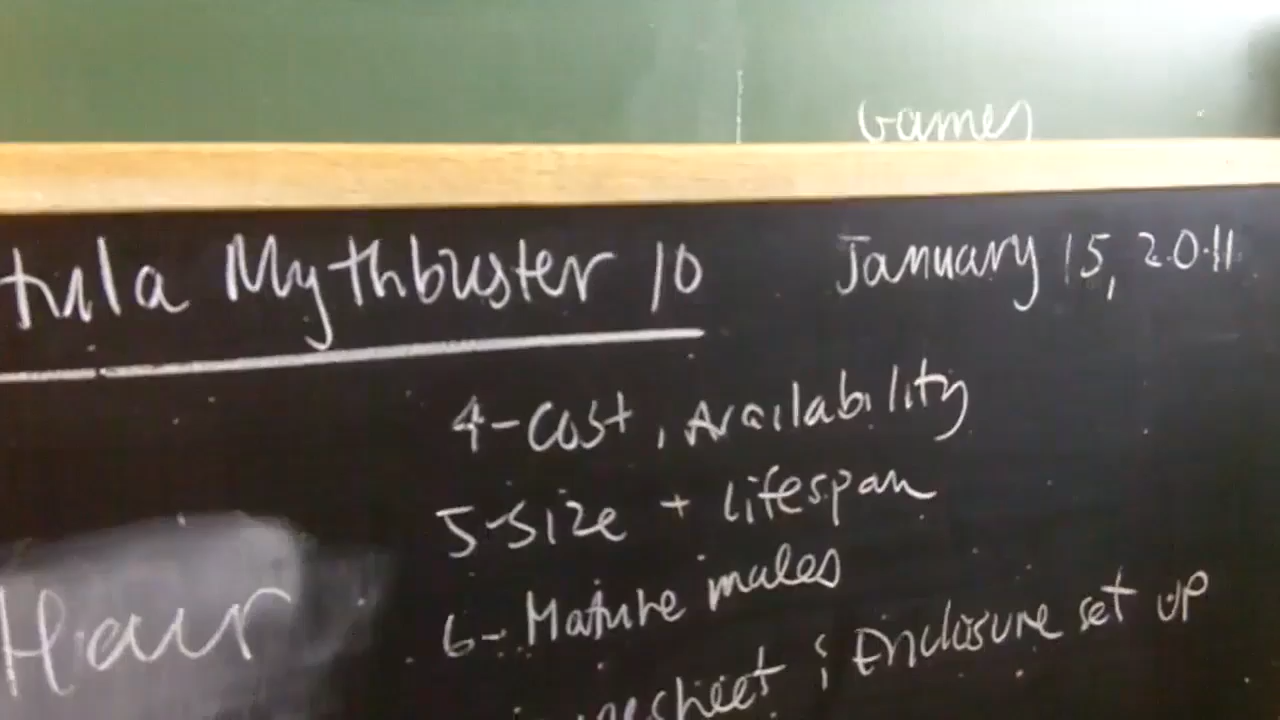 Games
tula Mythbuster 10
January 15, 2011
4-Cost, Availability
5-Size + Lifespan
6-Mature males
Hair
esheet ; Enclosure set up